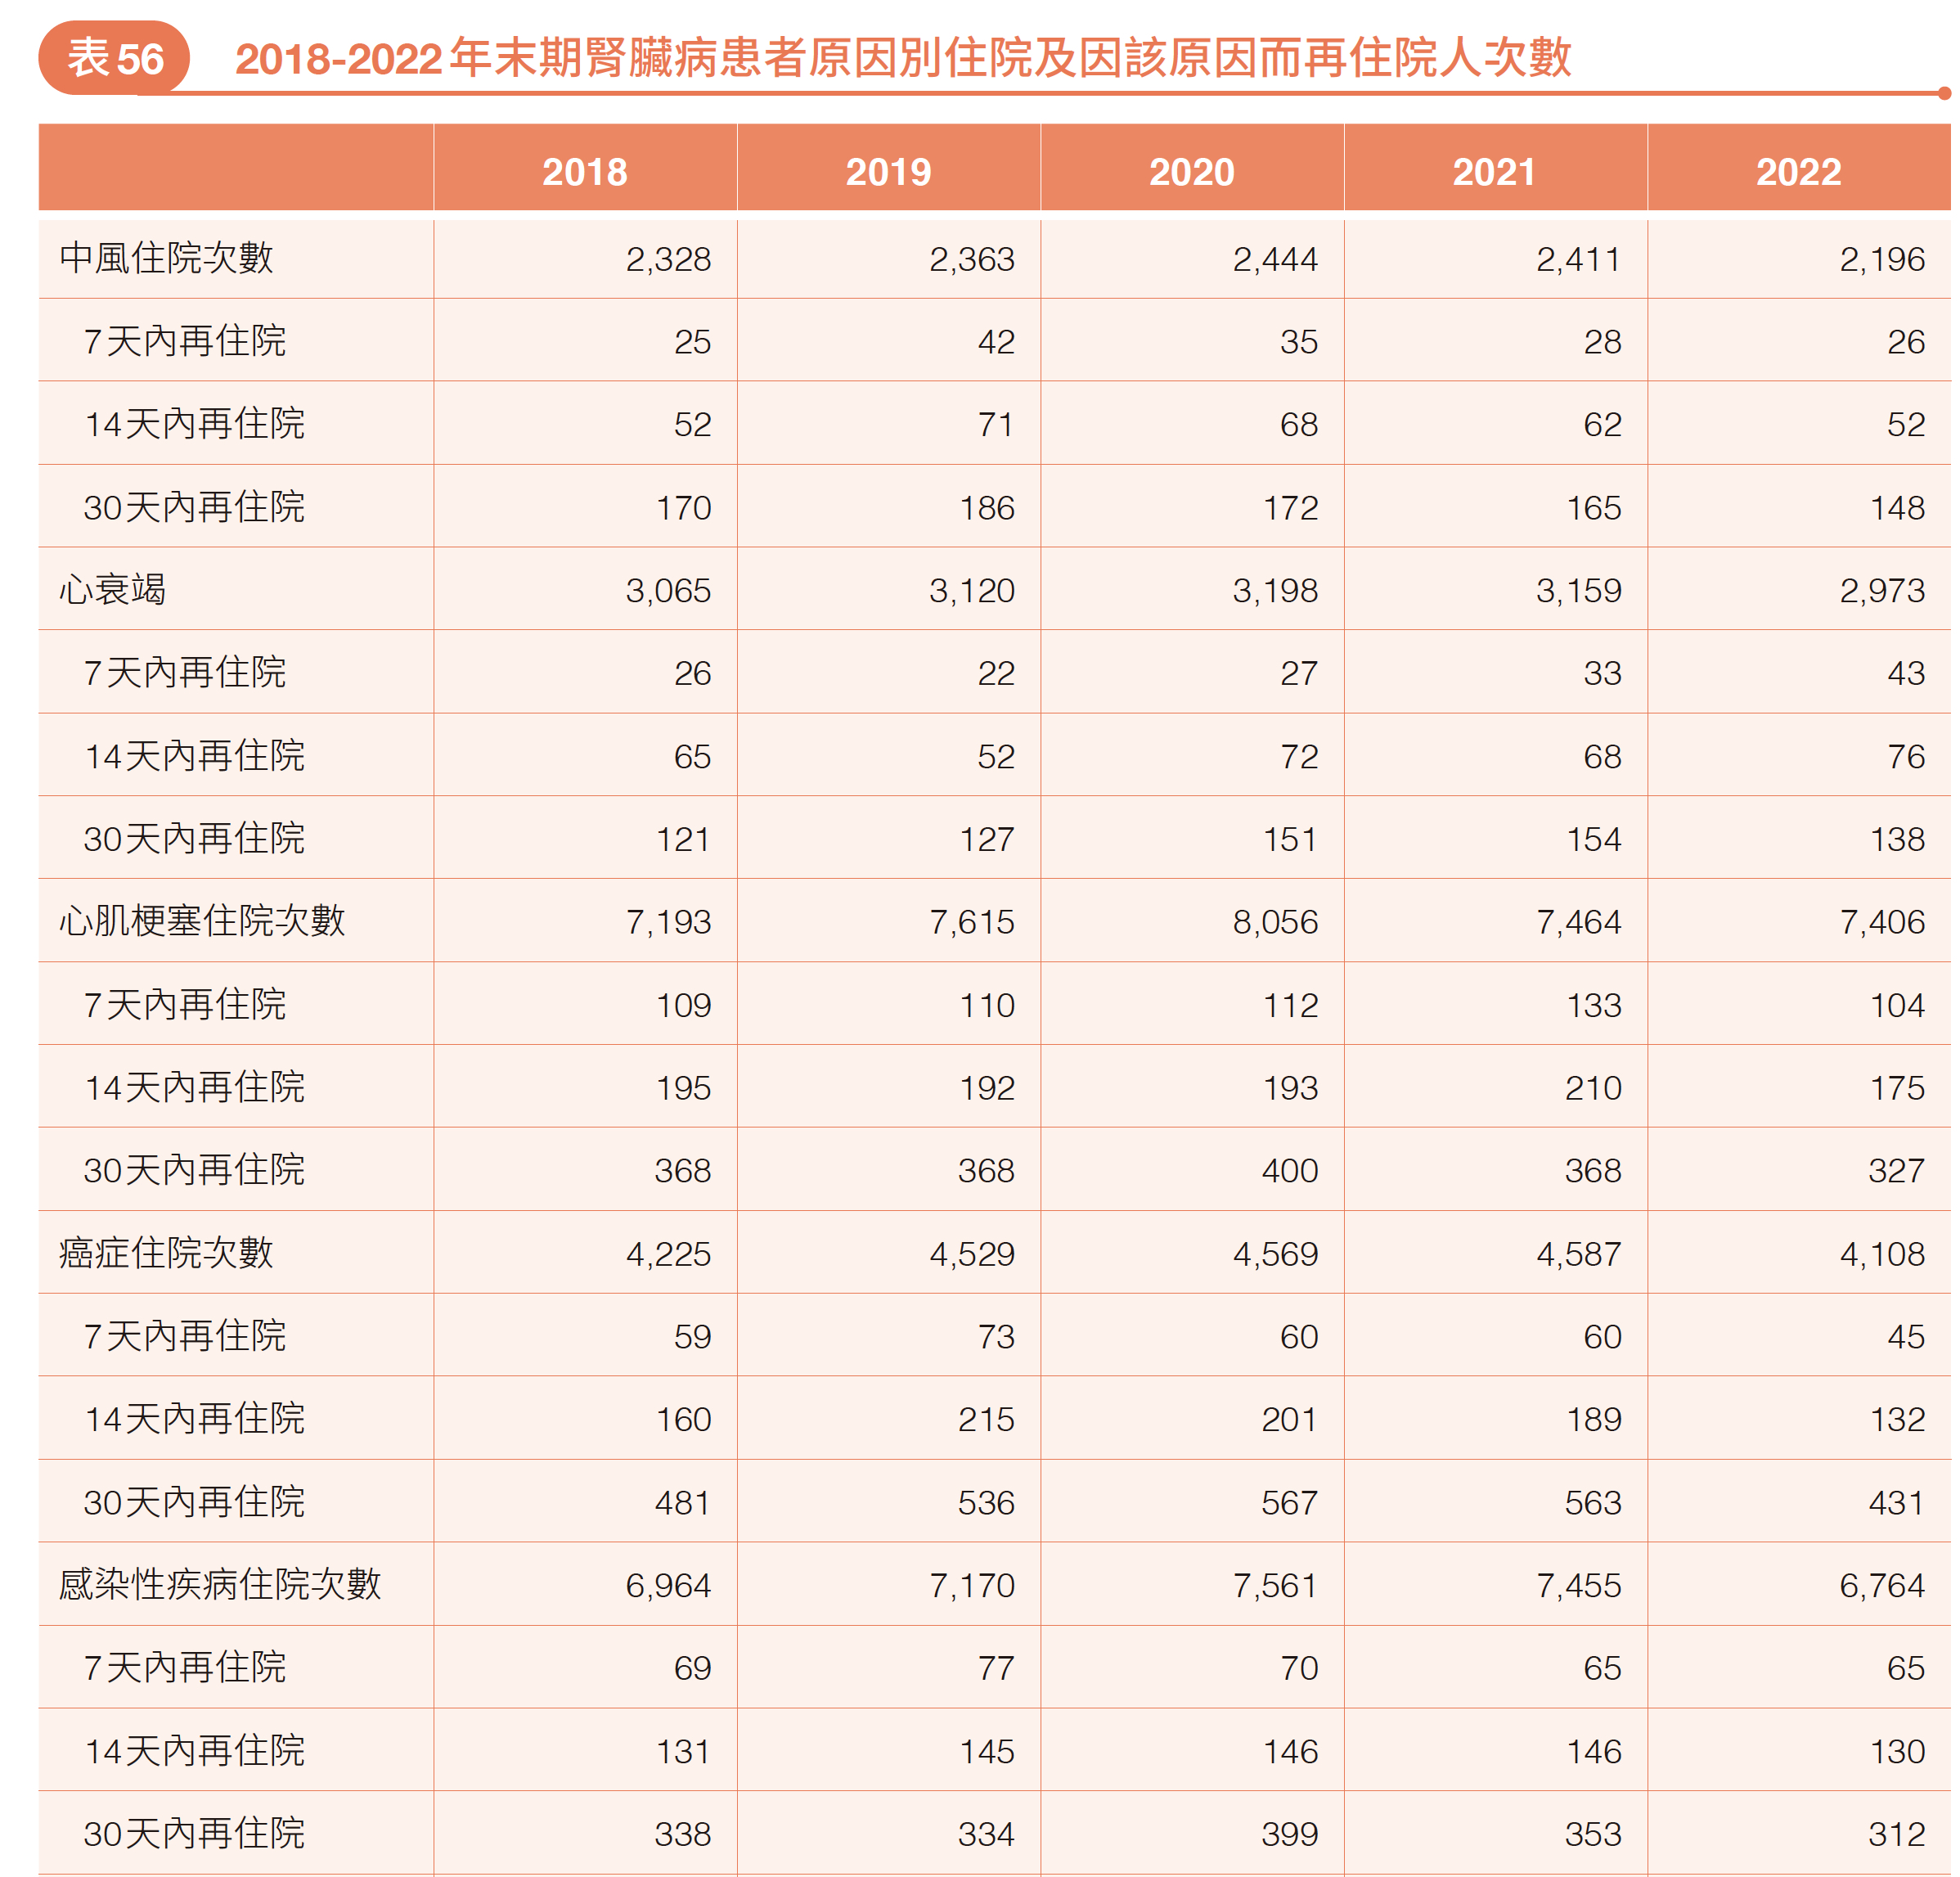 表56 2018-2022年末期腎臟病患者原因別住院及因該原因而再住院人次數
2018 2019 2020 2021 2022
中風住院次數 2,328 2,363 2,444 2,411 2,196
7天內再住院 25 42 35 28 26
14天內再住院 52 71 68 62 52
30天內再住院 170 186 172 165 148
心衰竭 3,065 3,120 3,198 3,159 2,973
7天內再住院 26 22 27 33 43
14天內再住院 65 52 72 68 76
30天內再住院 121 127 151 154 138
心肌梗塞住院次數 7,193 7,615 8,056 7,464 7,406
7天內再住院 109 110 112 133 104
14天內再住院 195 192 193 210 175
30天內再住院 368 368 400 368 327
癌症住院次數 4,225 4,529 4,569 4,587 4,108
7天內再住院 59 73 60 60 45
14天內再住院 160 215 201 189 132
30天內再住院 481 536 567 563 431
感染性疾病住院次數 6,964 7,170 7,561 7,455 6,764
7天內再住院 69 77 70 65 65
14天內再住院 131 145 146 146 130
30天內再住院 338 334 399 353 312